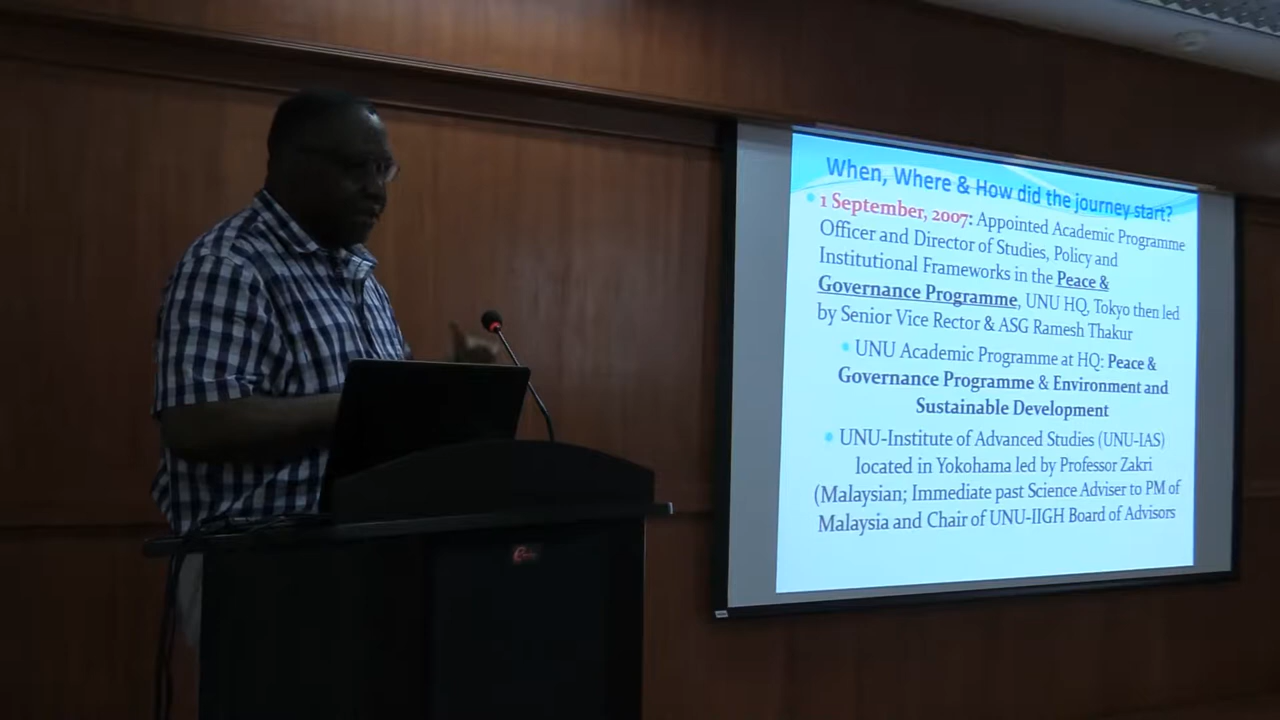 When, Where & How did the journey start?
1 September, 2007: Appointed Academic Programme
Officer and Director of Studies, Policy and
Institutional Frameworks in the Peace &
Governance Programme, UNU HQ, Tokyo then led
by Senior Vice Rector & ASG Ramesh Thakur
UNU Academic Programme at HQ: Peace &
Governance Programme & Environment and
Sustainable Development
UNU-Institute of Advanced Studies (UNU-IAS)
located in Yokohama led by Professor Zakri
(Malaysian; Immediate past Science Adviser to PM of
Malaysia and Chair of UNU-IIGH Board of Advisors